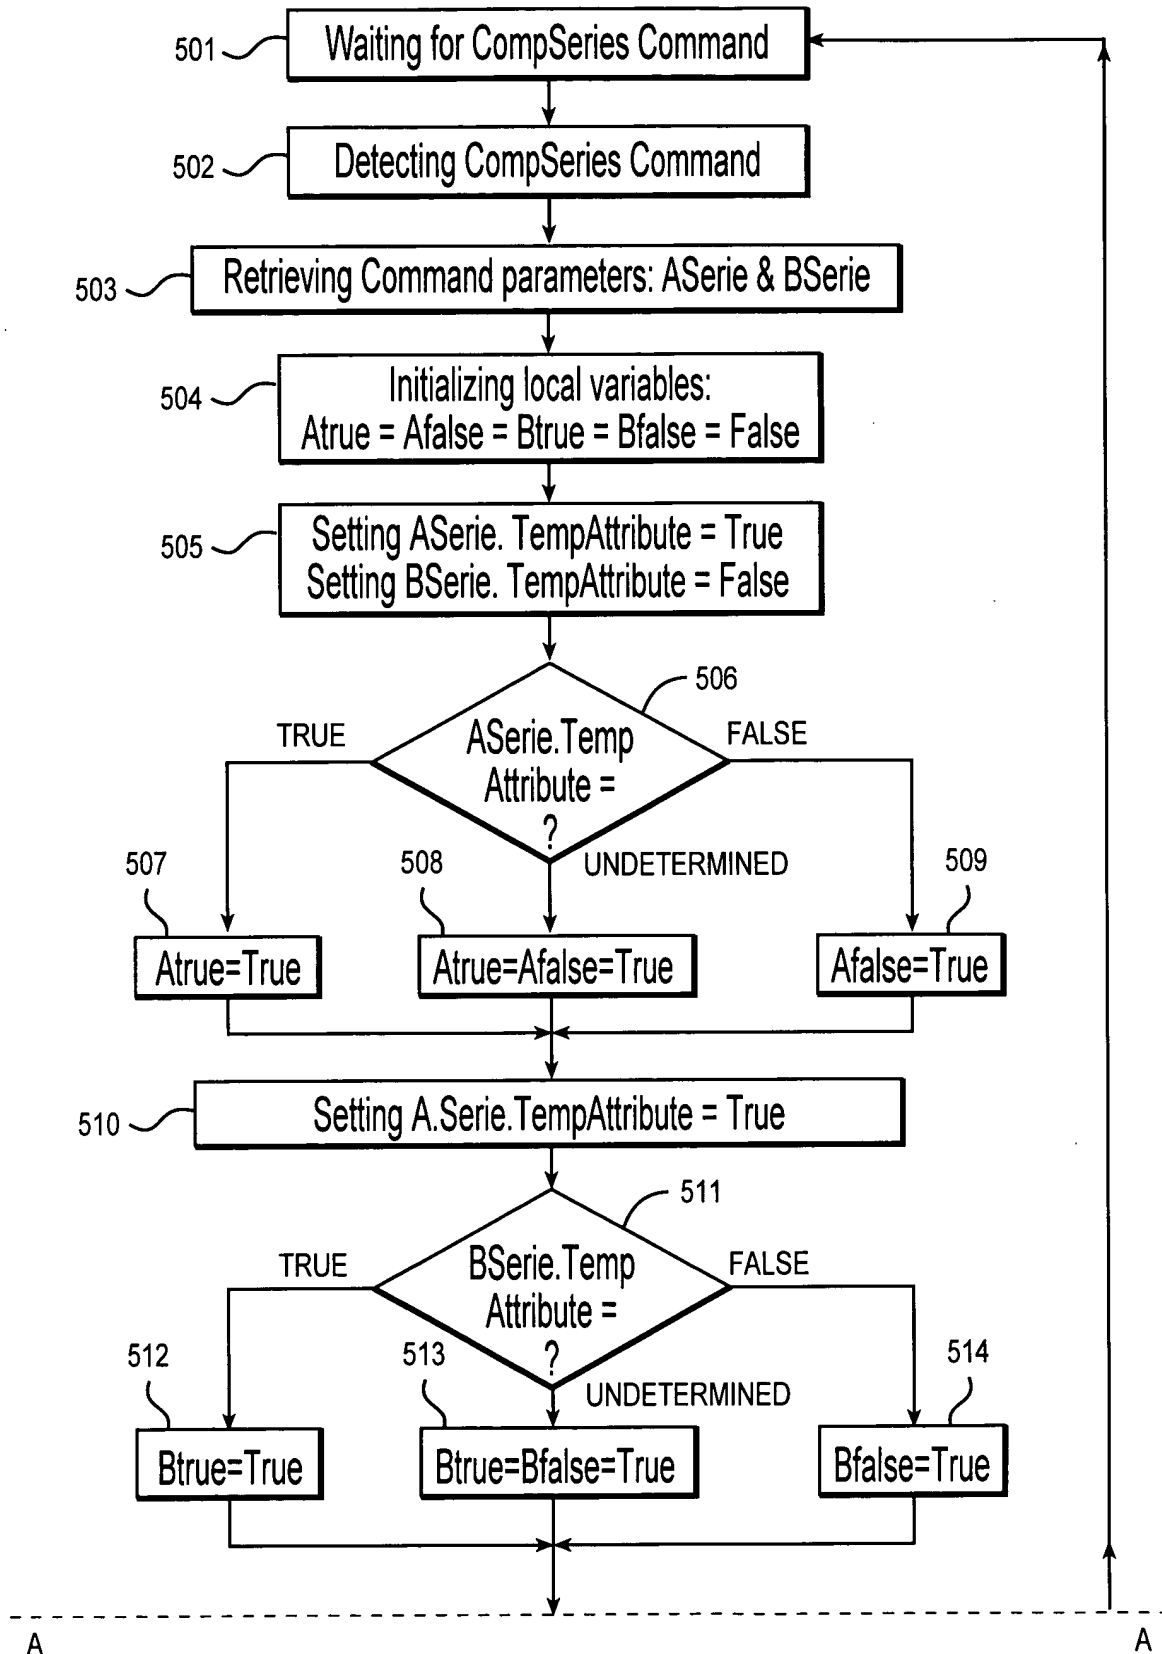 501
Waiting for CompSeries Command
502
Detecting CompSeries Command
503
Retrieving Command parameters: ASerie & BSerie
504
Initializing local variables:
Atrue = Afalse = Btrue = Bfalse = False
505
Setting ASerie. TempAttribute = True
Setting BSerie. TempAttribute = False
506
TRUE
ASerie.Temp
Attribute =
?
FALSE
UNDETERMINED
507
508
509
Atrue=True
Atrue=Afalse=True
Afalse=True
510
Setting A.Serie.TempAttribute = True
511
TRUE
BSerie.Temp
Attribute =
?
FALSE
UNDETERMINED
512
513
514
Btrue=True
Btrue=Bfalse=True
Bfalse=True
A
A